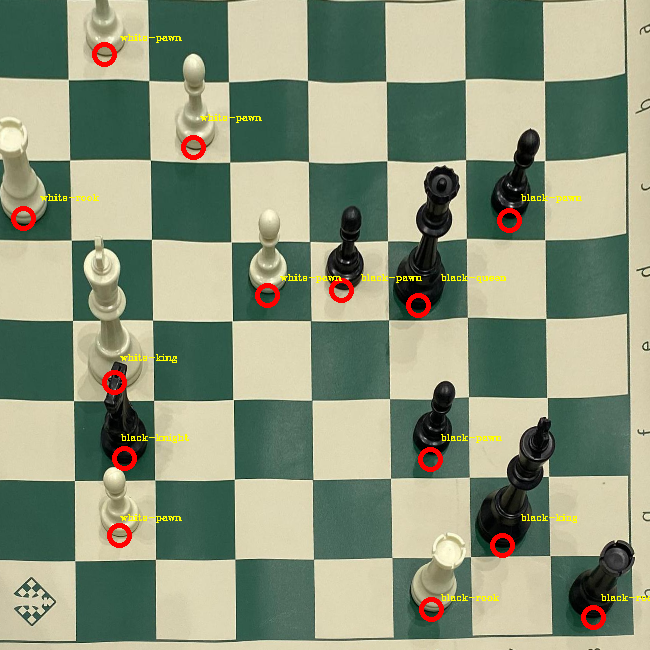 white-pawn
a
b
white-pawn
c
white-rook
black-pawn
d
white-pawn
black-pawn
black-queen
e
white-king
f
black-knight
black-pawn
white-pawn
black-king
black-rook